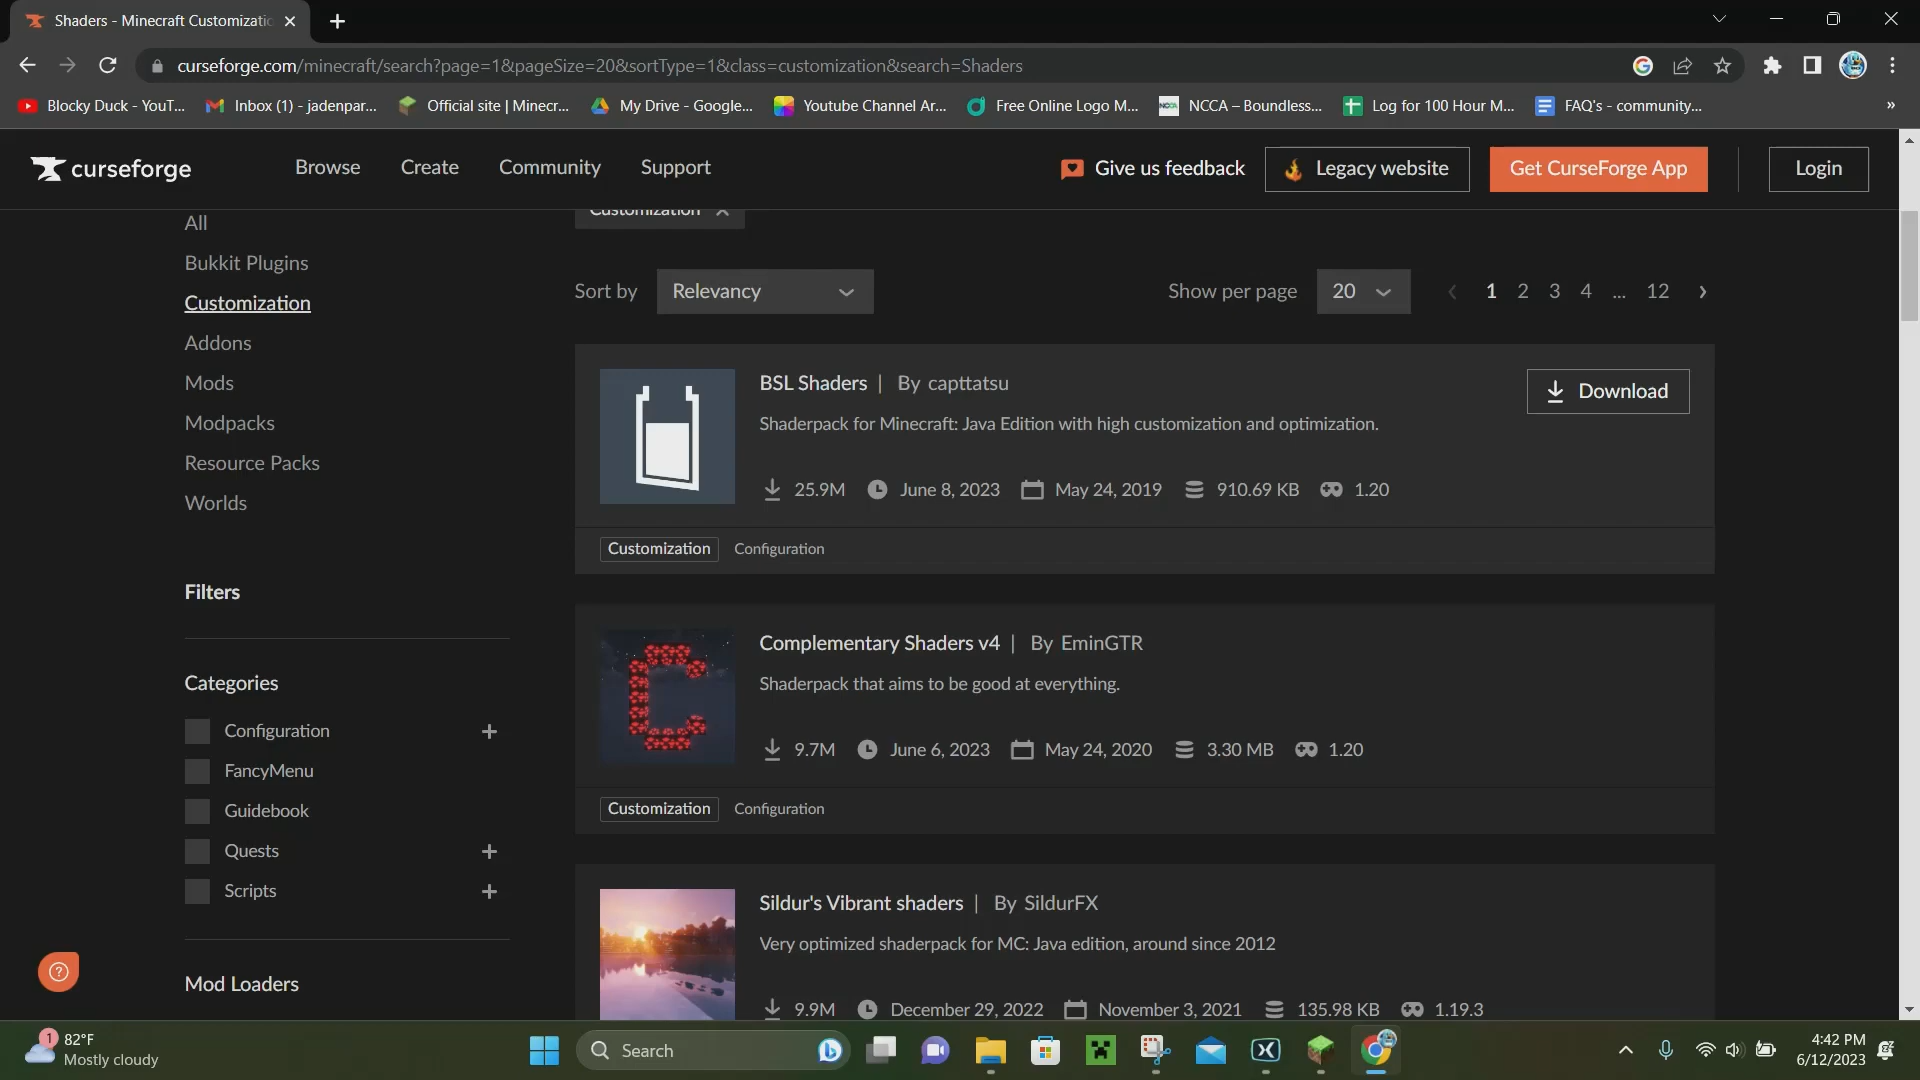 Shaders - Minecraft Customizatio
curseforge.com/minecraft/search?page=1&pageSize=20&sortType=1&class=customization&search=Shaders
Blocky Duck - YouT...
Inbox (1) - jadenpar...
Official site | Minecr...
My Drive - Google...
Youtube Channel Ar...
Free Online Logo M...
NCCA
NCCA – Boundless...
Log for 100 Hour M...
FAQ's - community...
»
curseforge
Browse
Create
Community
Support
Give us feedback
Legacy website
Get CurseForge App
Login
All
Bukkit Plugins
Customization
Addons
Mods
Modpacks
Resource Packs
Worlds
Filters
Categories
Configuration +
FancyMenu
Guidebook
Quests +
Scripts +
Mod Loaders
Customization
Sort by Relevancy
Show per page 20
1 2 3 4 ... 12
BSL Shaders | By capttatsu
Download
Shaderpack for Minecraft: Java Edition with high customization and optimization.
25.9M June 8, 2023 May 24, 2019 910.69 KB 1.20
Customization Configuration
Complementary Shaders v4 | By EminGTR
Shaderpack that aims to be good at everything.
9.7M June 6, 2023 May 24, 2020 3.30 MB 1.20
Customization Configuration
Sildur's Vibrant shaders | By SildurFX
Very optimized shaderpack for MC: Java edition, around since 2012
9.9M December 29, 2022 November 3, 2021 135.98 KB 1.19.3
1
82°F
Mostly cloudy
Search
4:42 PM
6/12/2023